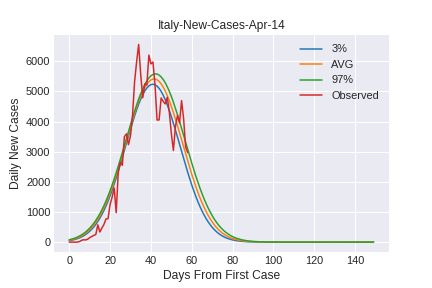 Italy-New-Cases-Apr-14
3%
AVG
97%
Observed
Daily New Cases
6000
5000
4000
3000
2000
1000
0
0 20 40 60 80 100 120 140
Days From First Case